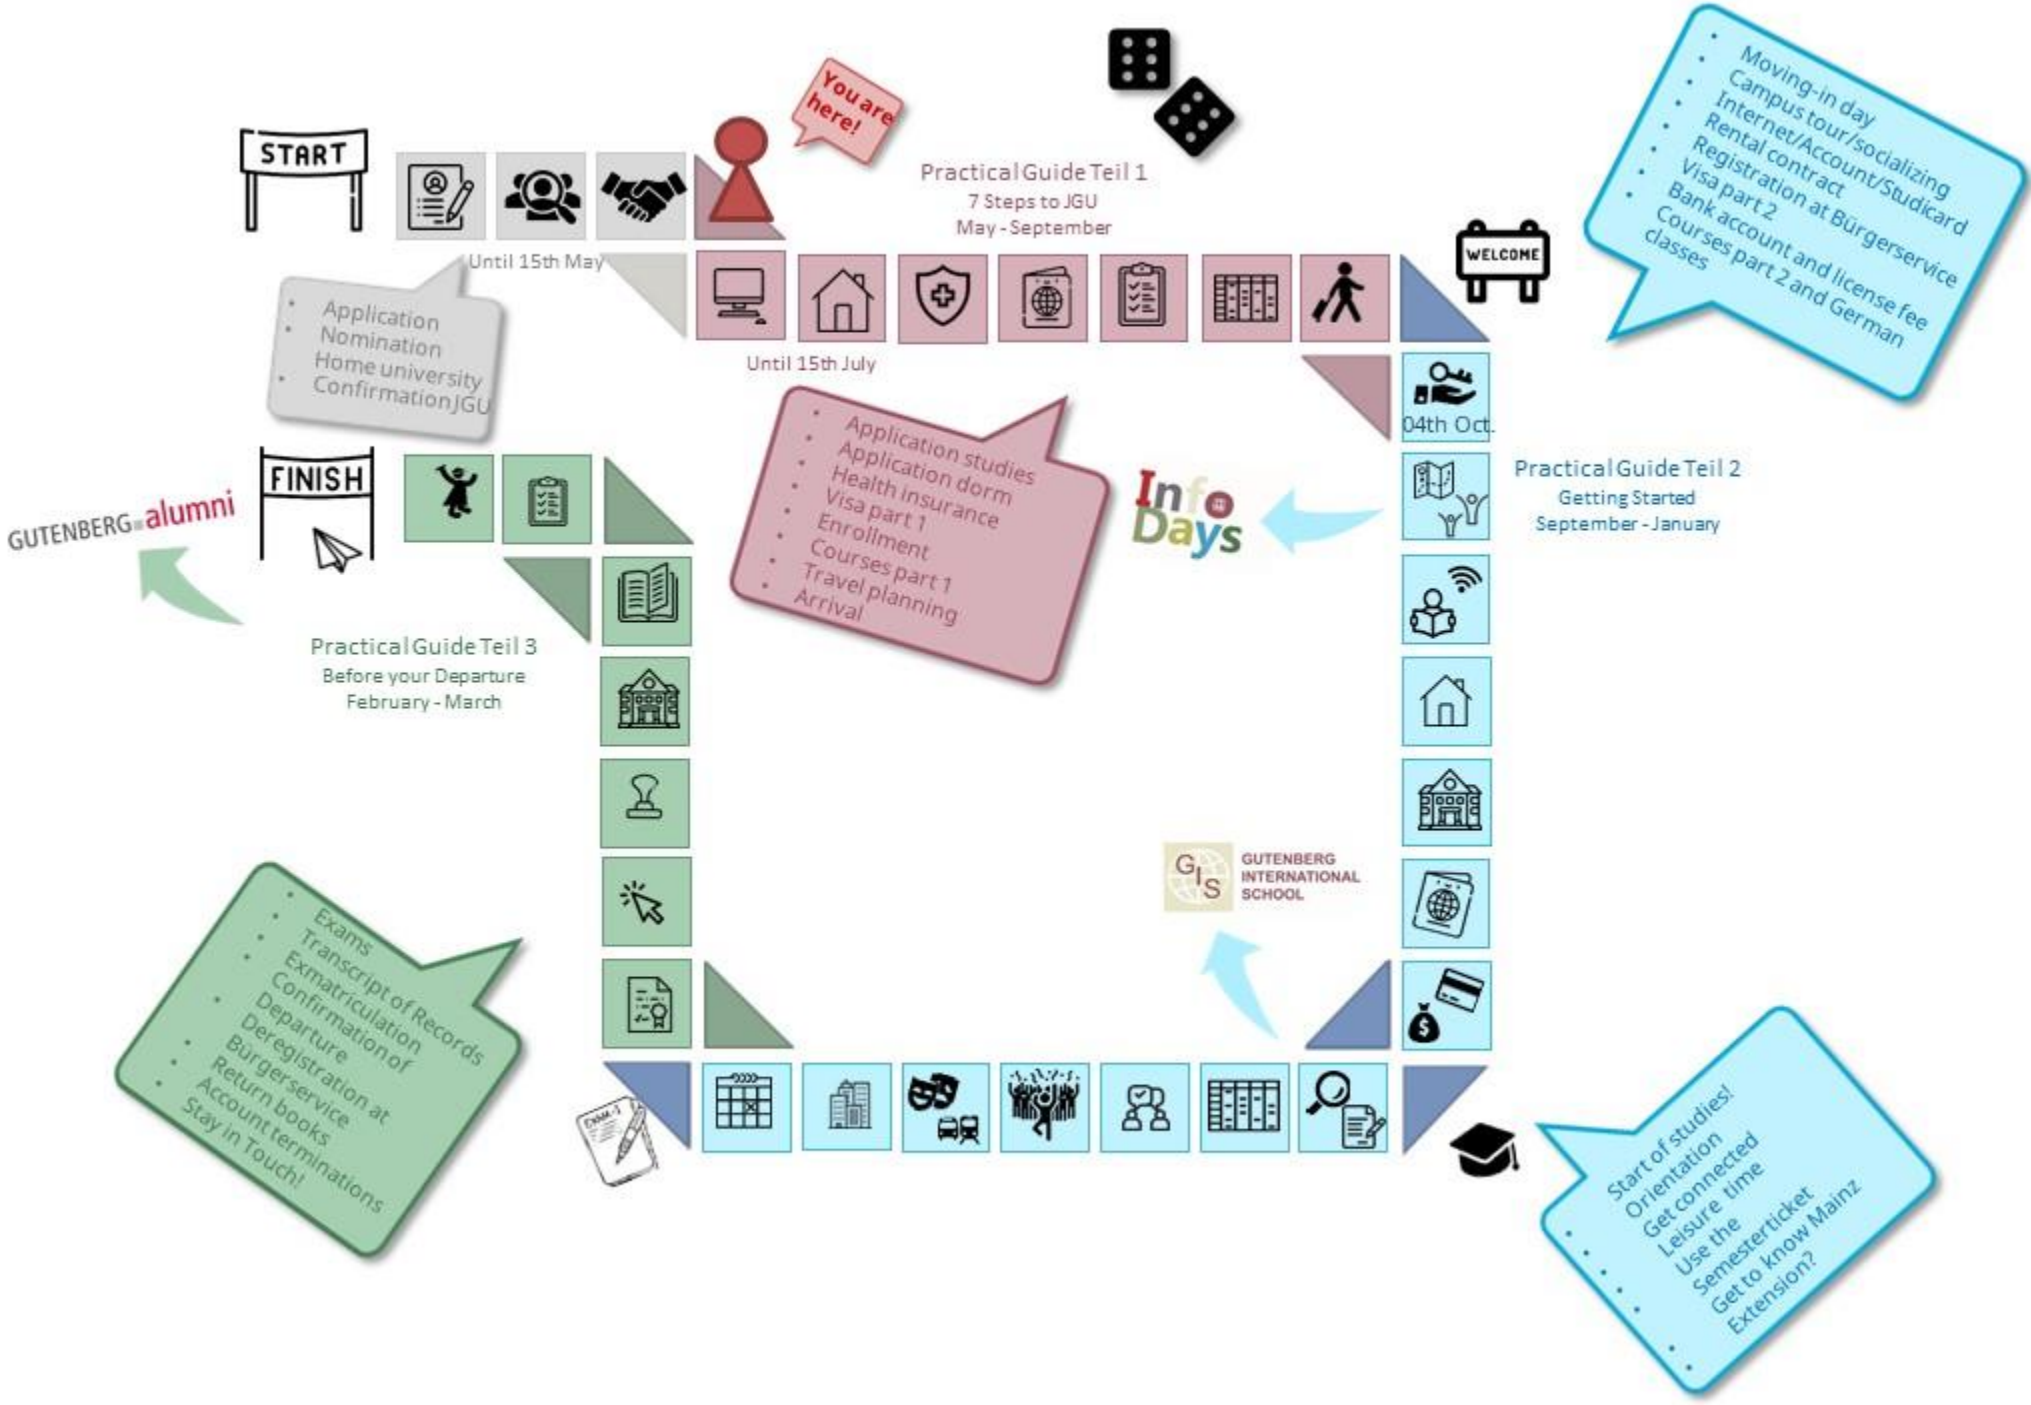 START
You are
here!
Practical Guide Teil 1
7 Steps to JGU
May - September
WELCOME
Until 15th May
Application
Nomination
Home university
Confirmation JGU
Until 15th July
Application studies
Application dorm
Health insurance
Visa part 1
Enrollment
Courses part 1
Travel planning
Arrival
Moving-in day
Campus tour/socializing
Internet/Account/Studicard
Rental contract
Registration at Bürgerservice
Visa part 2
Bank account and license fee
Courses part 2 and German
classes
04th Oct.
Info
Days
Practical Guide Teil 2
Getting Started
September - January
FINISH
GUTENBERG alumni
Practical Guide Teil 3
Before your Departure
February - March
GIS
GUTENBERG
INTERNATIONAL
SCHOOL
Exams
Transcript of Records
Exmatriculation
Confirmation of
Departure
Deregistration at
Bürgerservice
Return books
Account terminations
Stay in Touch!
EXAM-1
Start of studies!
Orientation
Get connected
Leisure time
Use the
Semesterticket
Get to know Mainz
Extension?